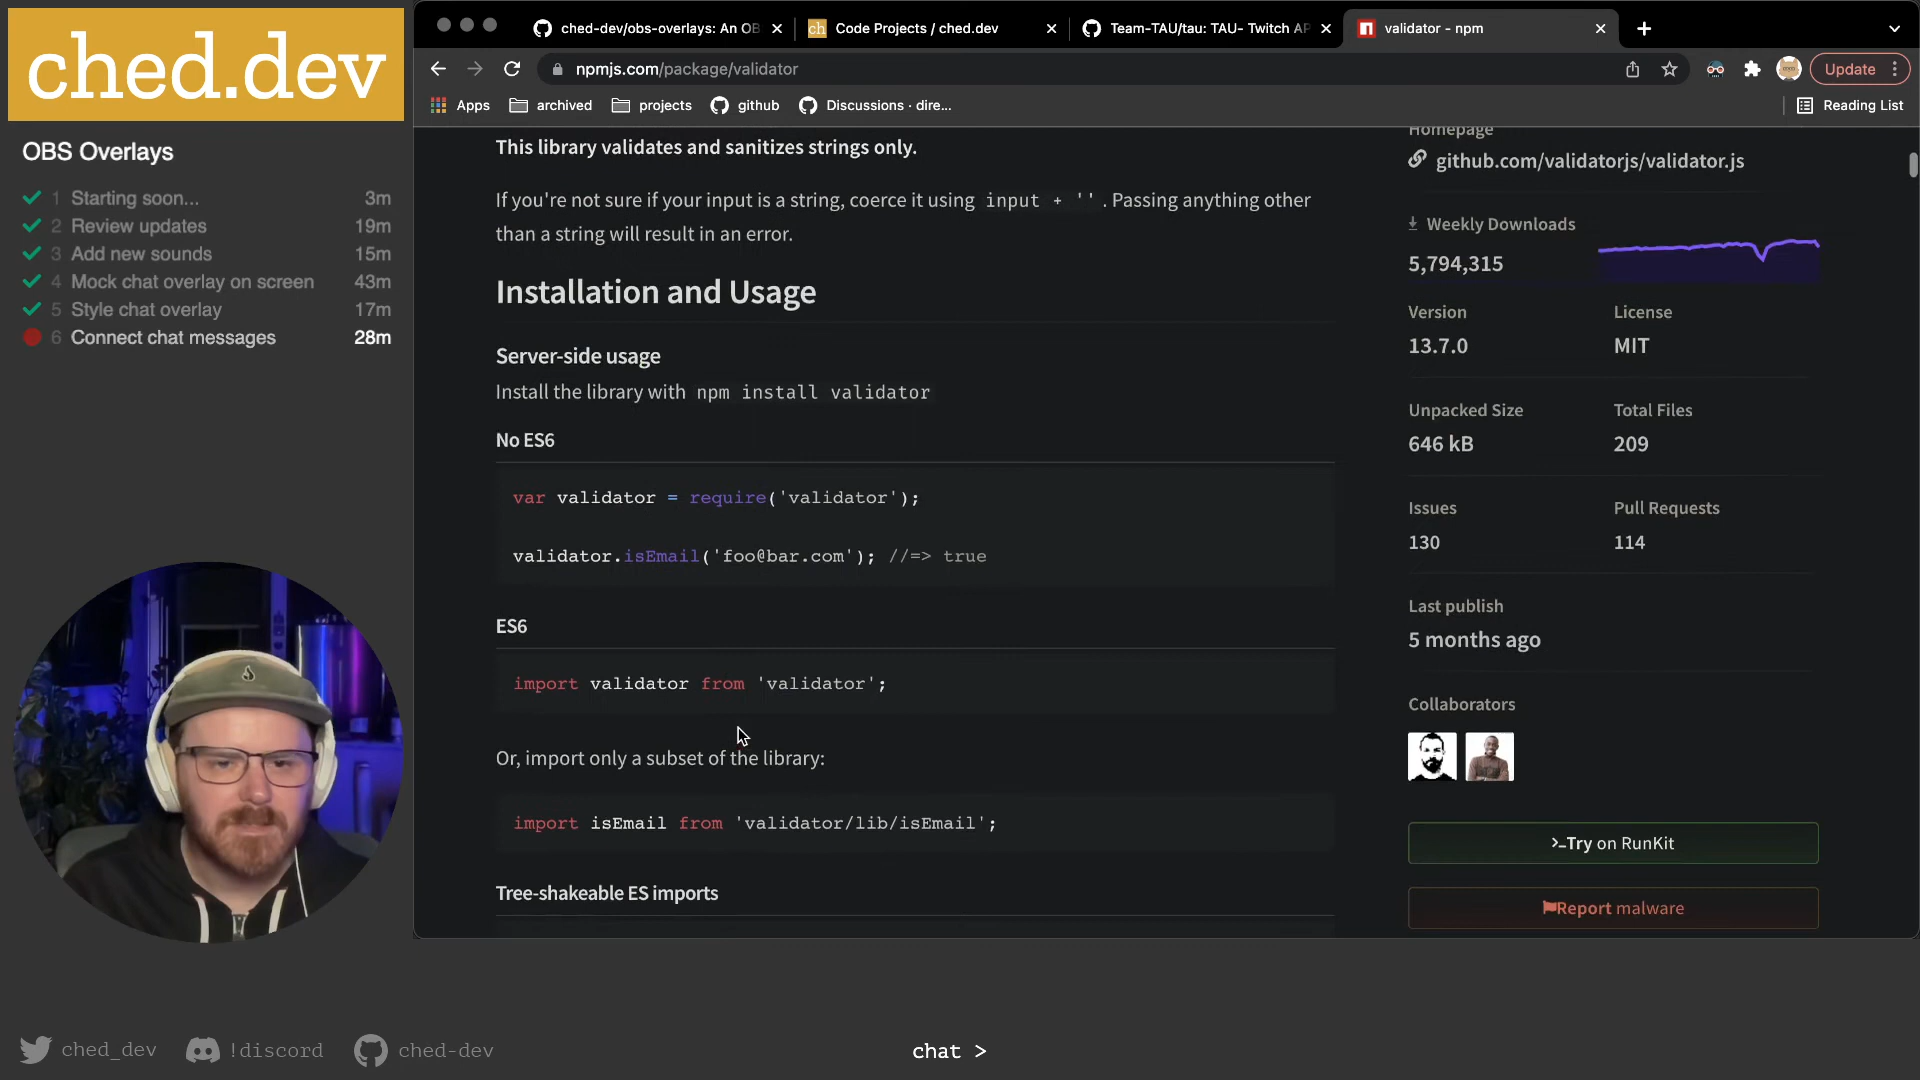 ched.dev
OBS Overlays
1 Starting soon... 3m
2 Review updates 19m
3 Add new sounds 15m
4 Mock chat overlay on screen 43m
5 Style chat overlay 17m
6 Connect chat messages 28m
ched-dev/obs-overlays: An OB
ch Code Projects / ched.dev
Team-TAU/tau: TAU- Twitch AP
validator - npm
npmjs.com/package/validator
Update
Apps
archived
projects
github
Discussions · dire...
Reading List
This library validates and sanitizes strings only.
If you're not sure if your input is a string, coerce it using input + '' . Passing anything other
than a string will result in an error.
Installation and Usage
Server-side usage
Install the library with npm install validator
No ES6
var validator = require('validator');
validator.isEmail('foo@bar.com'); //=> true
ES6
import validator from 'validator';
Or, import only a subset of the library:
import isEmail from 'validator/lib/isEmail';
Tree-shakeable ES imports
Homepage
github.com/validatorjs/validator.js
Weekly Downloads
5,794,315
Version License
13.7.0 MIT
Unpacked Size Total Files
646 kB 209
Issues Pull Requests
130 114
Last publish
5 months ago
Collaborators
>-Try on RunKit
Report malware
ched_dev
!discord
ched-dev
chat >